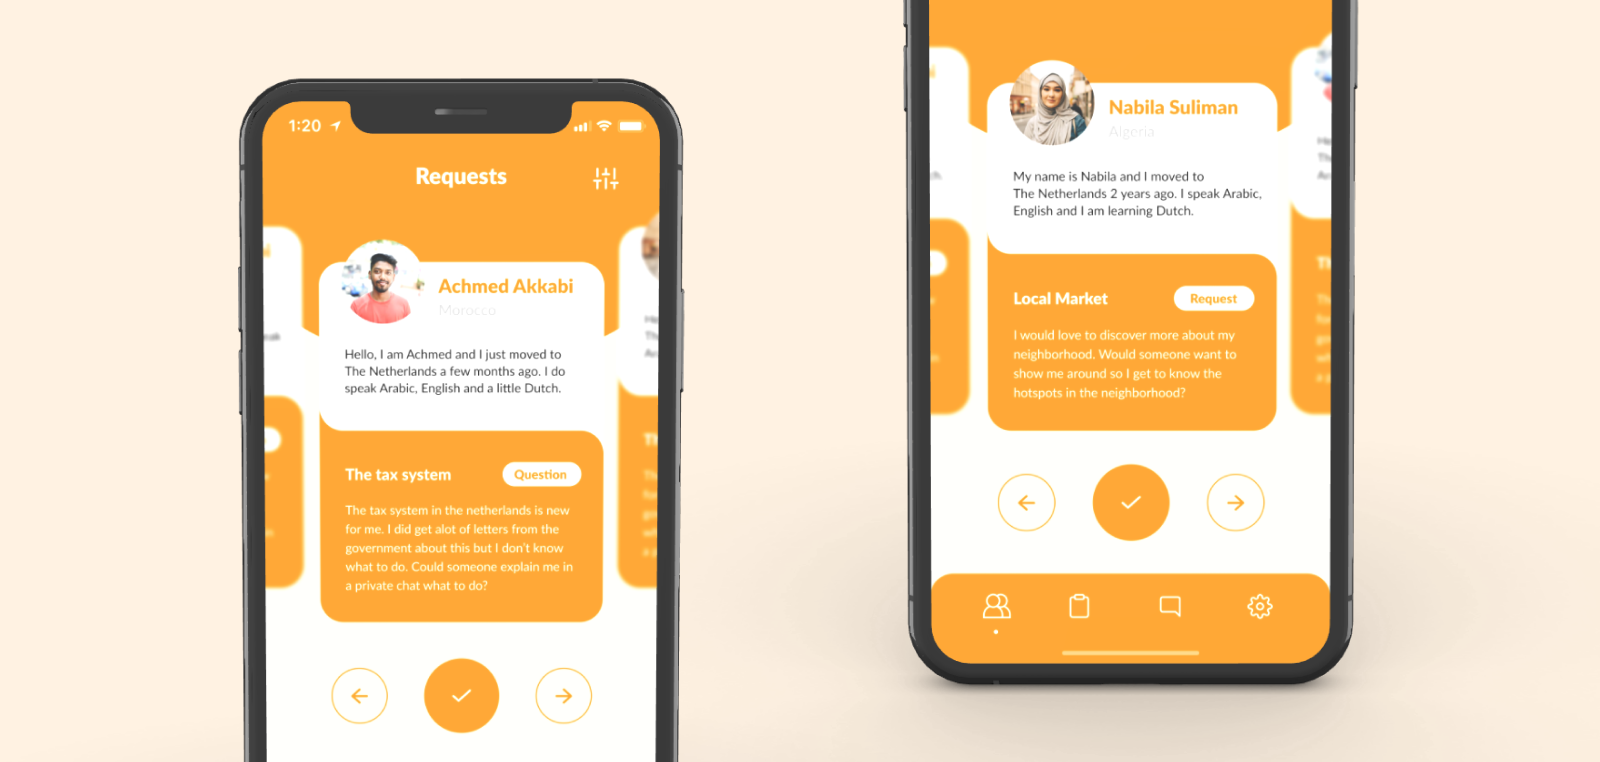 1:20
Requests
Achmed Akkabi
Morocco
Hello, I am Achmed and I just moved to
The Netherlands a few months ago. I do
speak Arabic, English and a little Dutch.
The tax system
Question
The tax system in the netherlands is new
for me. I did get alot of letters from the
government about this but I don't know
what to do. Could someone explain me in
a private chat what to do?
Nabila Suliman
Algeria
My name is Nabila and I moved to
The Netherlands 2 years ago. I speak Arabic,
English and I am learning Dutch.
Local Market
Request
I would love to discover more about my
neighborhood. Would someone want to
show me around so I get to know the
hotspots in the neighborhood?